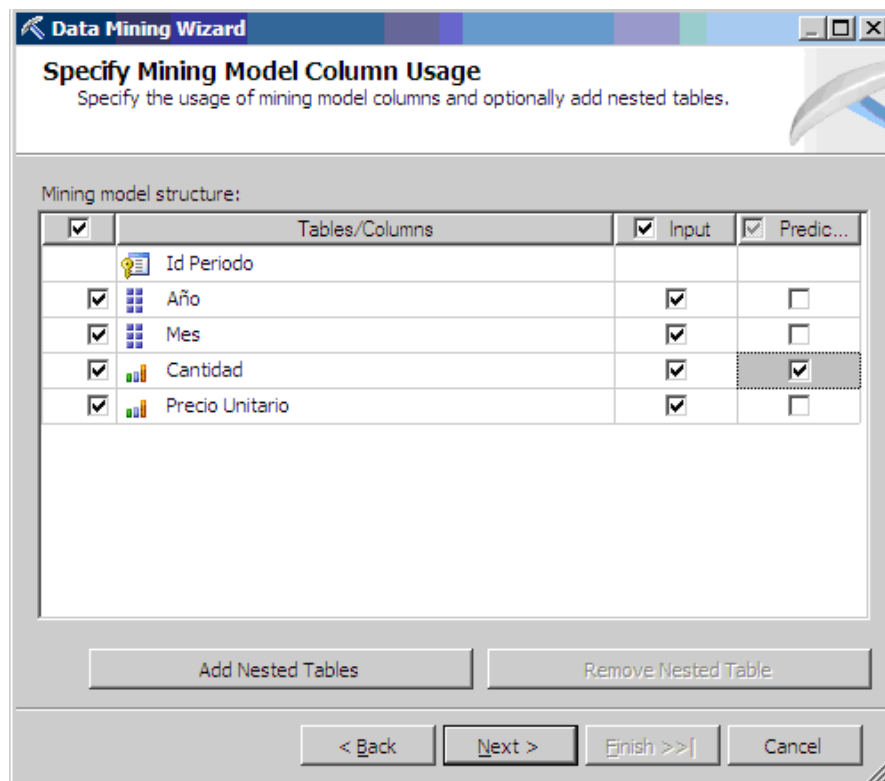 Data Mining Wizard
Specify Mining Model Column Usage
Specify the usage of mining model columns and optionally add nested tables.
Mining model structure:
Tables/Columns Input Predic...
Id Periodo
Año
Mes
Cantidad
Precio Unitario
Add Nested Tables Remove Nested Table
< Back Next > Finish >>| Cancel